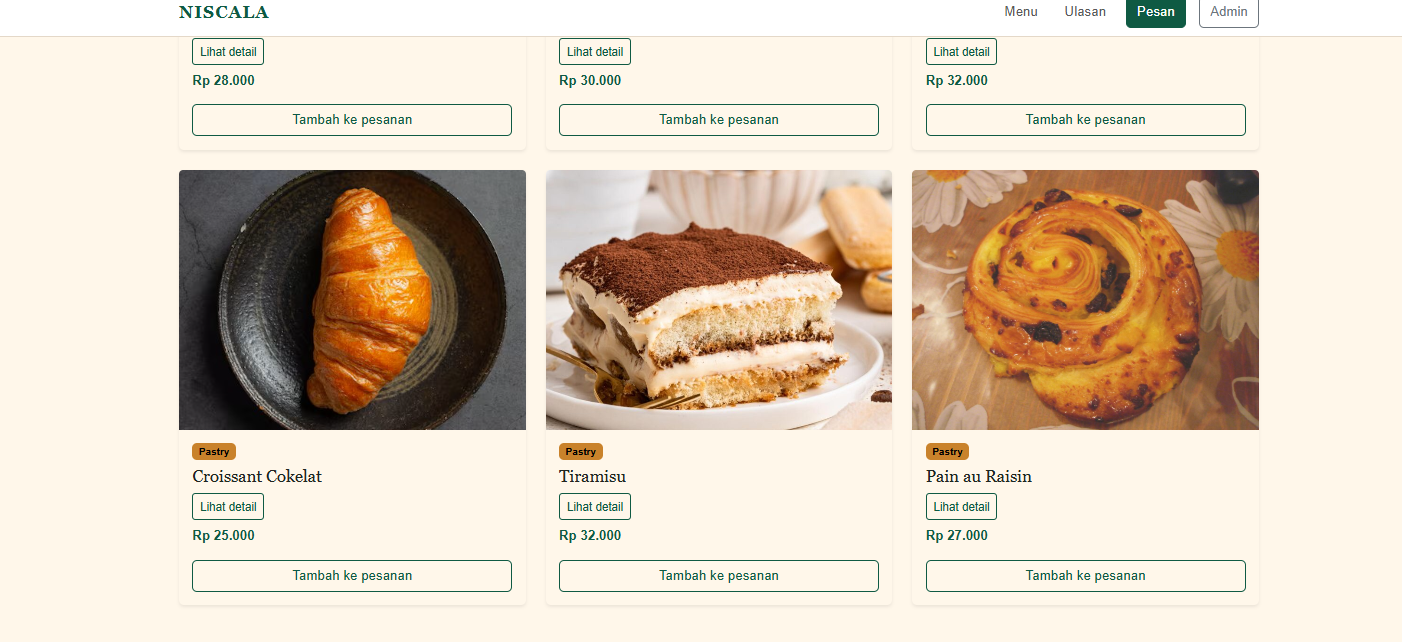 NISCALA
Menu Ulasan Pesan Admin
Lihat detail Lihat detail Lihat detail
Rp 28.000 Rp 30.000 Rp 32.000
Tambah ke pesanan Tambah ke pesanan Tambah ke pesanan
Pastry Pastry Pastry
Croissant Cokelat Tiramisu Pain au Raisin
Lihat detail Lihat detail Lihat detail
Rp 25.000 Rp 32.000 Rp 27.000
Tambah ke pesanan Tambah ke pesanan Tambah ke pesanan